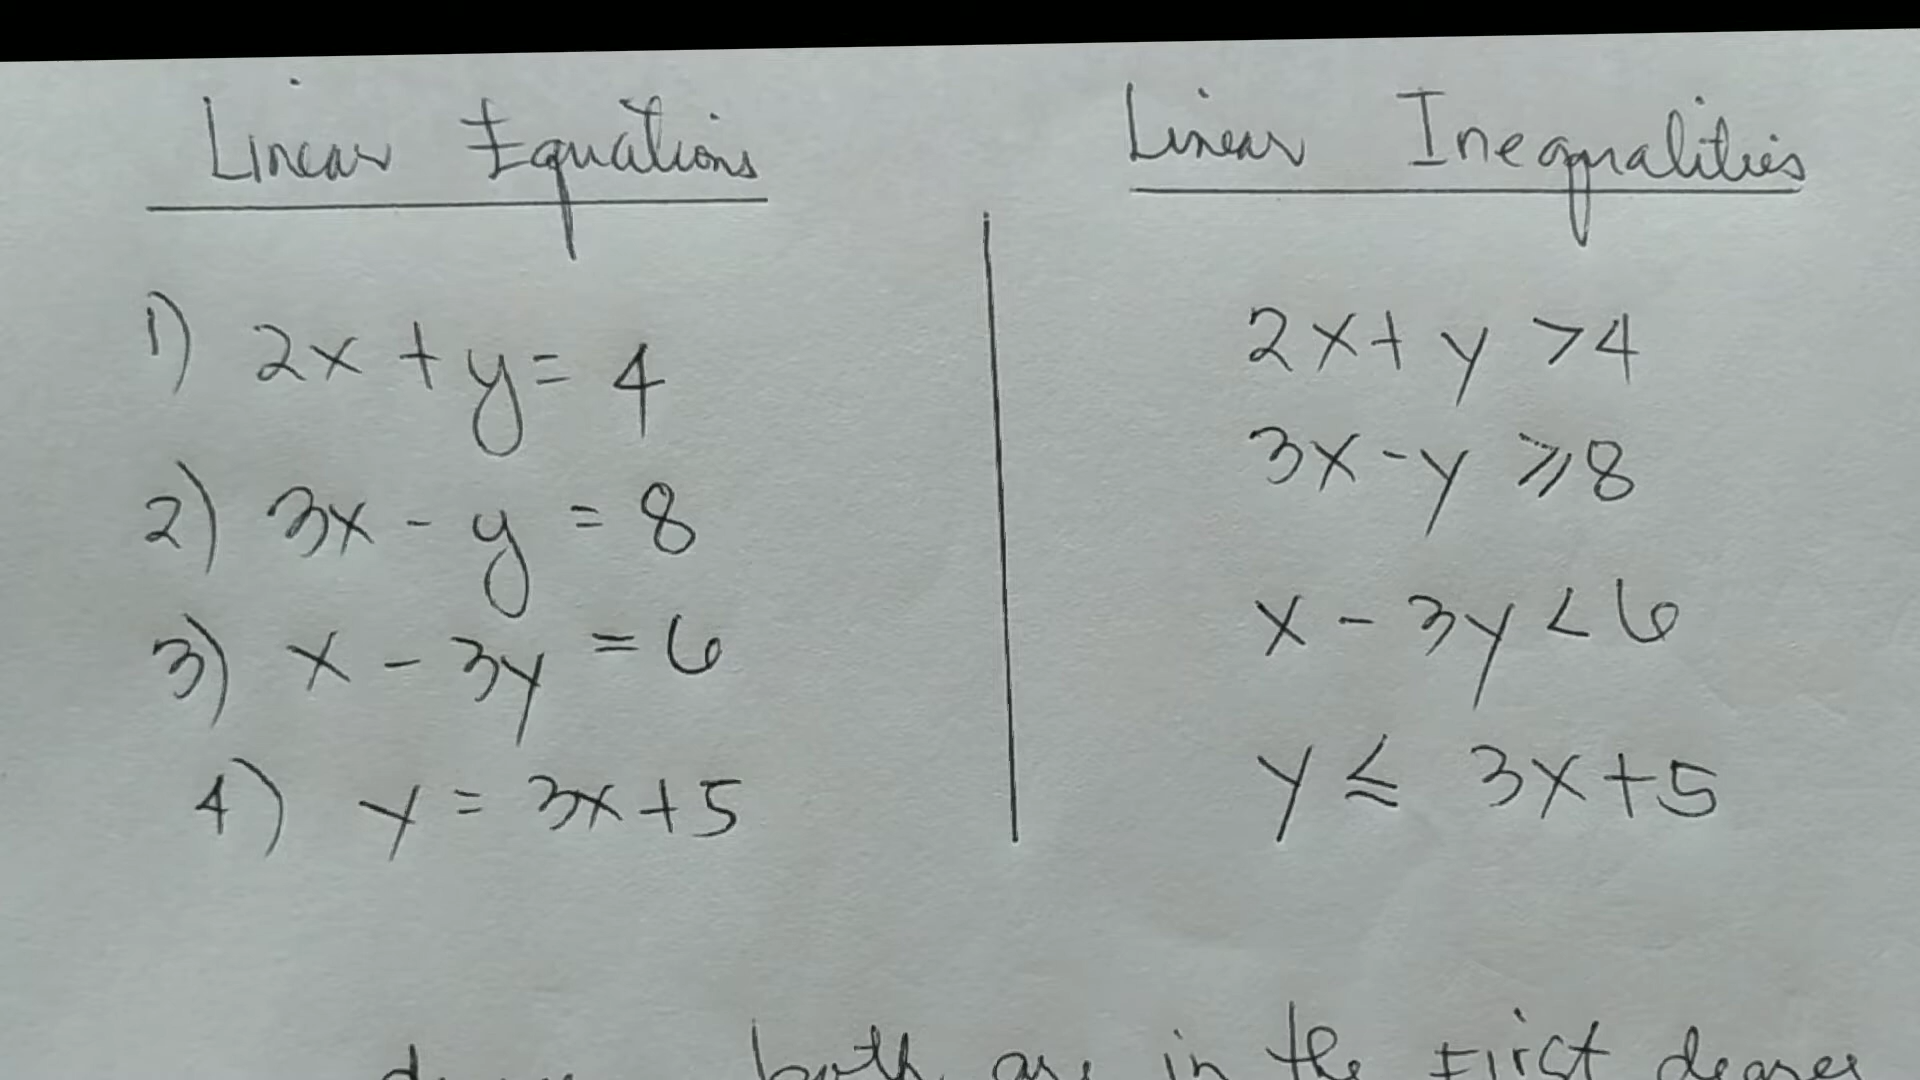 Linear Equations
Linear Inequalities
1) 2x + y = 4
2x + y > 4
2) 3x - y = 8
3x - y ≥ 8
3) x - 3y = 6
x - 3y < 6
4) y = 3x + 5
y ≤ 3x + 5
both are in the first degree